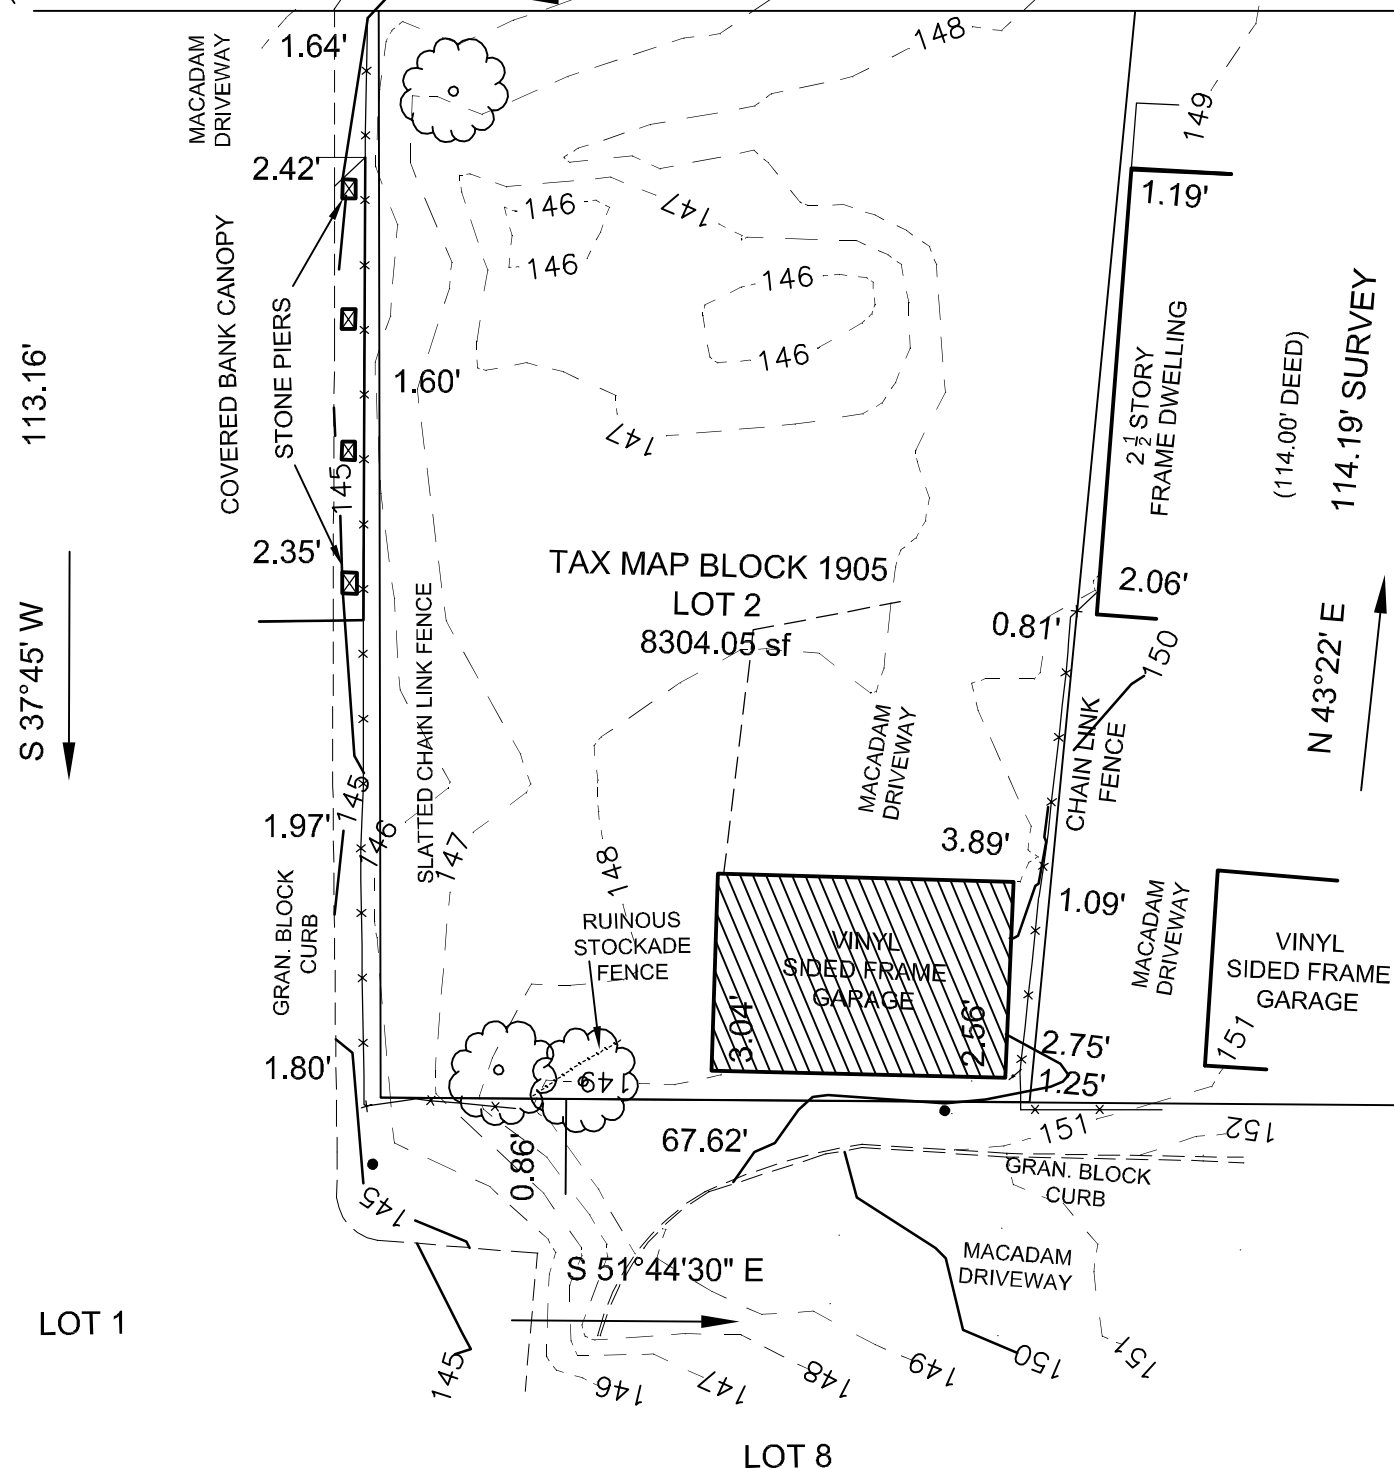 1.64'
148
MACADAM
DRIVEWAY
149
2.42'
1.19'
146
147
146
146
146
COVERED BANK CANOPY
STONE PIERS
2 1/2 STORY
FRAME DWELLING
(114.00' DEED)
114.19' SURVEY
113.16'
1.60'
147
145
2.35'
TAX MAP BLOCK 1905
LOT 2
8304.05 sf
2.06'
0.81'
150
S 37°45' W
N 43°22' E
SLATTED CHAIN LINK FENCE
MACADAM
DRIVEWAY
CHAIN LINK
FENCE
145
1.97'
146
147
148
3.89'
1.09'
GRAN. BLOCK
CURB
RUINOUS
STOCKADE
FENCE
VINYL
SIDED FRAME
GARAGE
3.04'
2.56'
MACADAM
DRIVEWAY
VINYL
SIDED FRAME
GARAGE
151
1.80'
149
2.75'
1.25'
0.86'
67.62'
151
152
GRAN. BLOCK
CURB
145
S 51°44'30" E
MACADAM
DRIVEWAY
LOT 1
145
146
147
148
149
150
151
LOT 8